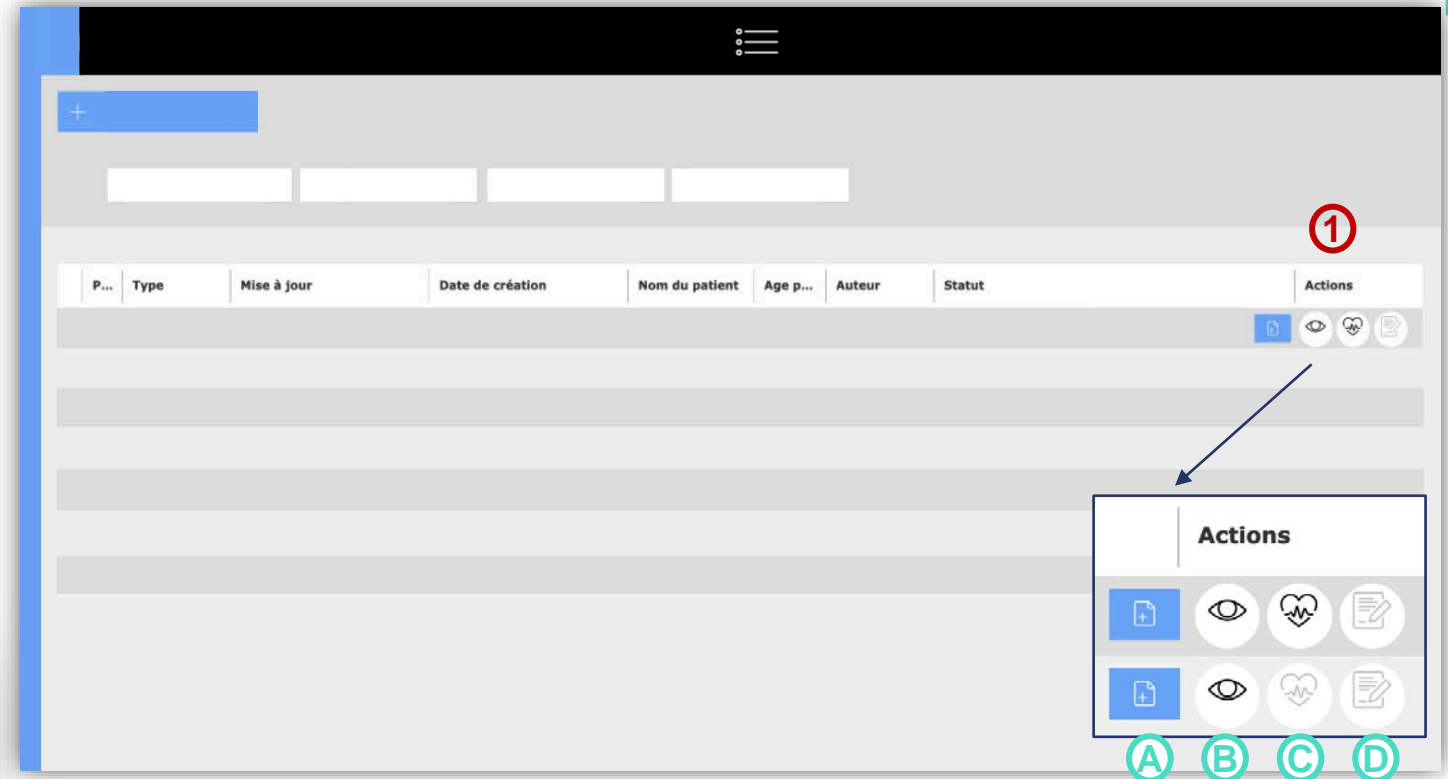 1
P... Type Mise à jour Date de création Nom du patient Age p... Auteur Statut Actions
Actions
A B C D